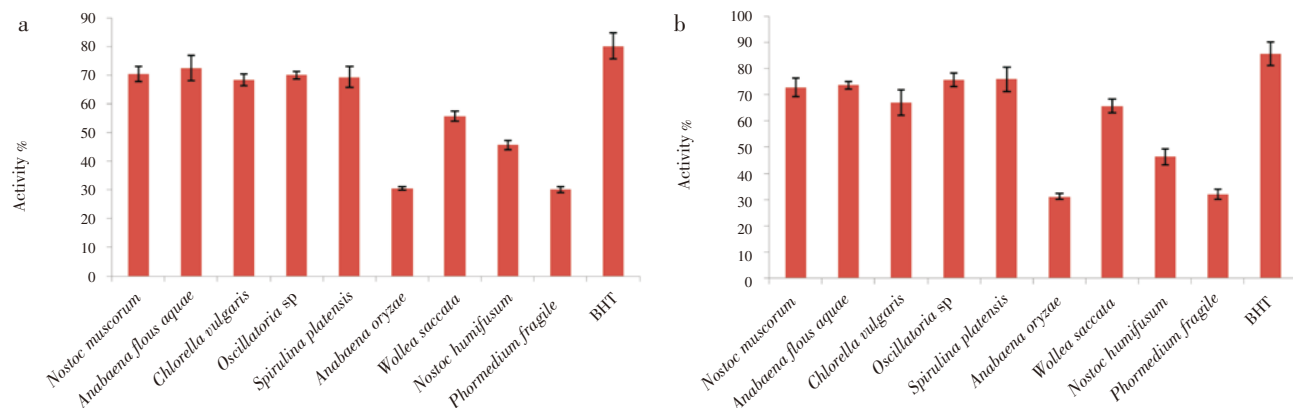 a
90
80
70
60
50
40
30
20
10
0
Activity %
Nostoc muscorum
Anabaena flous aquae
Chlorella vulgaris
Oscillatoria sp
Spirulina platensis
Anabaena oryzae
Wollea saccata
Nostoc humifusum
Phormedium fragile
BHT
b
100
90
80
70
60
50
40
30
20
10
0
Activity %
Nostoc muscorum
Anabaena flous aquae
Chlorella vulgaris
Oscillatoria sp
Spirulina platensis
Anabaena oryzae
Wollea saccata
Nostoc humifusum
Phormedium fragile
BHT